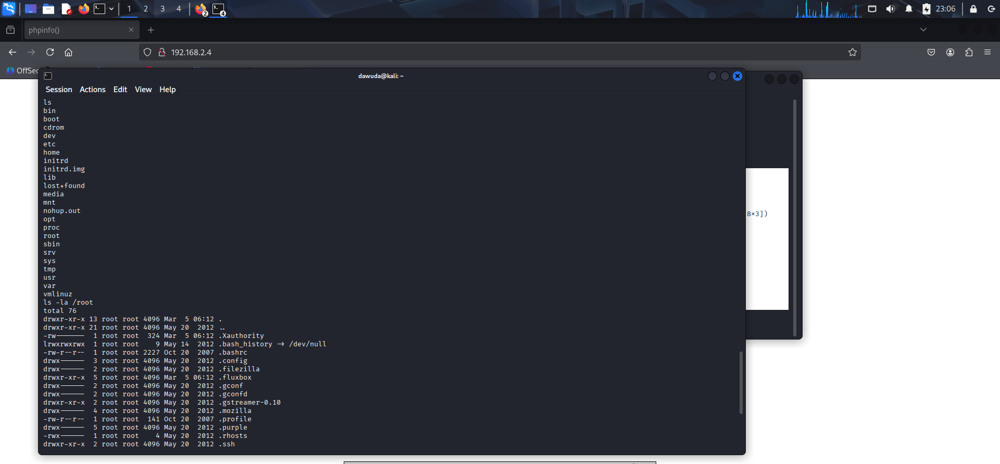 1 2 3 4 2 4 23:06
phpinfo()
192.168.2.4
OffSec
dawuda@kali: ~
Session Actions Edit View Help
ls
bin
boot
cdrom
dev
etc
home
initrd
initrd.img
lib
lost+found
media
mnt
nohup.out
opt
proc
root
sbin
srv
sys
tmp
usr
var
vmlinuz
ls -la /root
total 76
drwxr-xr-x 13 root root 4096 Mar  5 06:12 .
drwxr-xr-x 21 root root 4096 May 20  2012 ..
-rw-------  1 root root  324 Mar  5 06:12 .Xauthority
lrwxrwxrwx  1 root root    9 May 14  2012 .bash_history -> /dev/null
-rw-r--r--  1 root root 2227 Oct 20  2007 .bashrc
drwx------  3 root root 4096 May 20  2012 .config
drwx------  2 root root 4096 May 20  2012 .filezilla
drwxr-xr-x  5 root root 4096 Mar  5 06:12 .fluxbox
drwx------  2 root root 4096 May 20  2012 .gconf
drwx------  2 root root 4096 May 20  2012 .gconfd
drwxr-xr-x  2 root root 4096 May 20  2012 .gstreamer-0.10
drwx------  4 root root 4096 May 20  2012 .mozilla
-rw-r--r--  1 root root  141 Oct 20  2007 .profile
drwx------  5 root root 4096 May 20  2012 .purple
-rwx------  1 root root    4 May 20  2012 .rhosts
drwxr-xr-x  2 root root 4096 May 20  2012 .ssh
8×3])